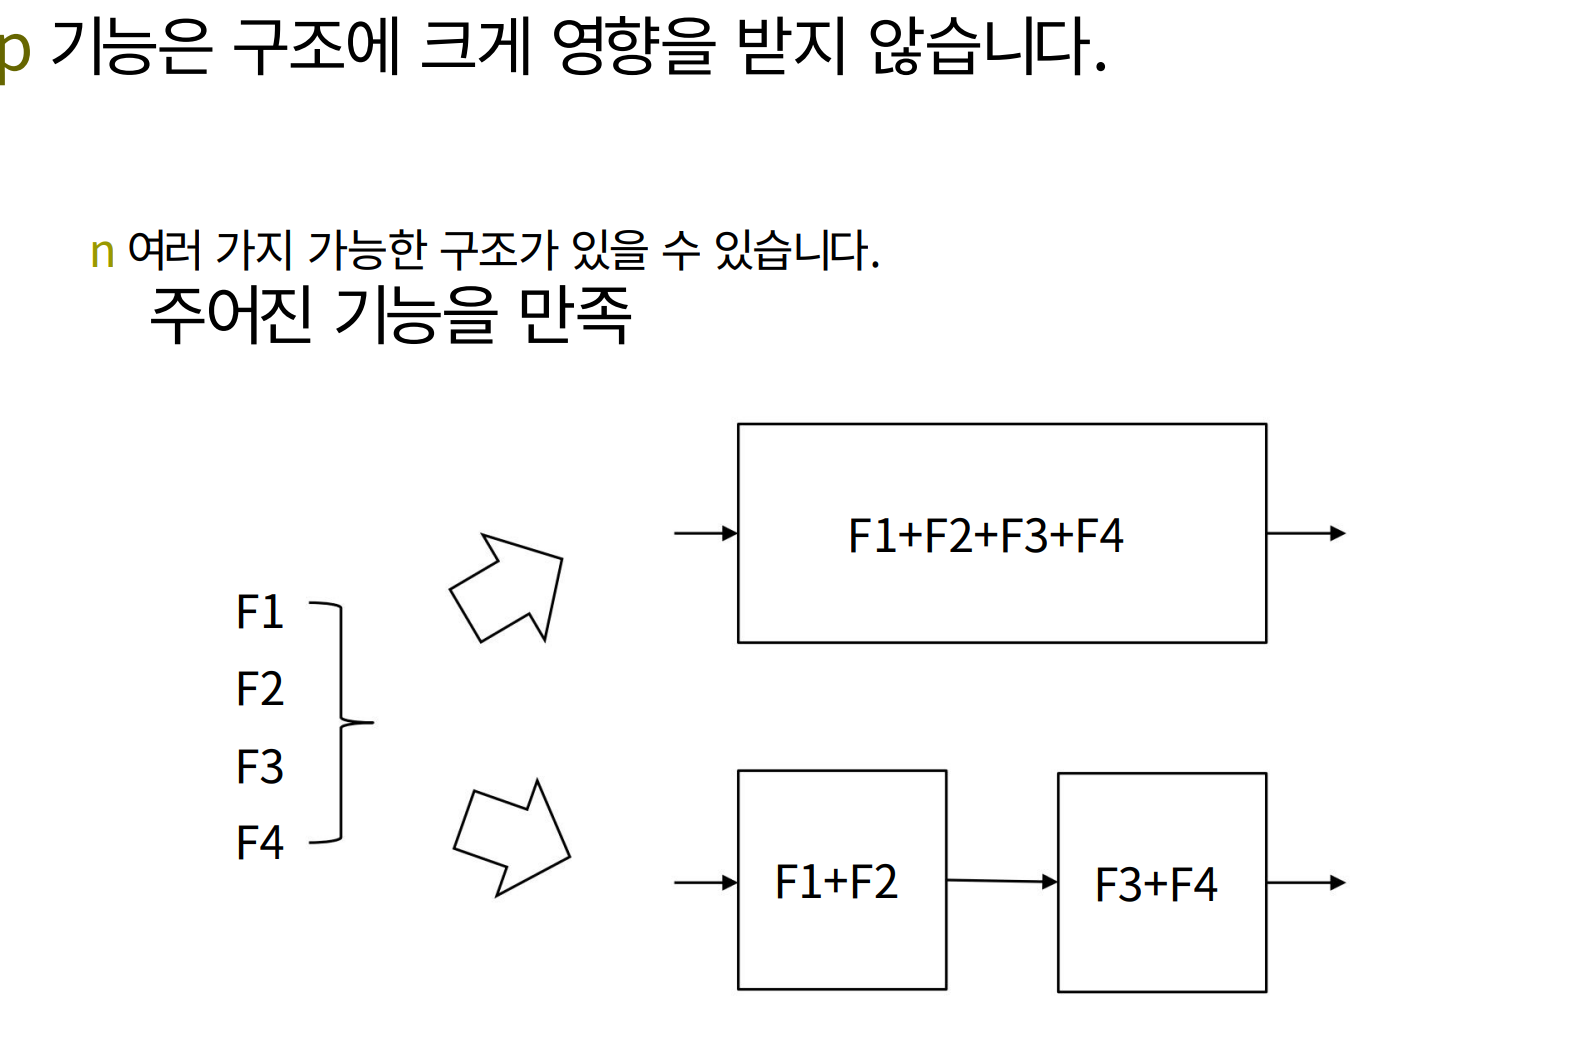 p 기능은 구조에 크게 영향을 받지 않습니다.
n 여러 가지 가능한 구조가 있을 수 있습니다.
주어진 기능을 만족
F1+F2+F3+F4
F1
F2
F3
F4
F1+F2
F3+F4